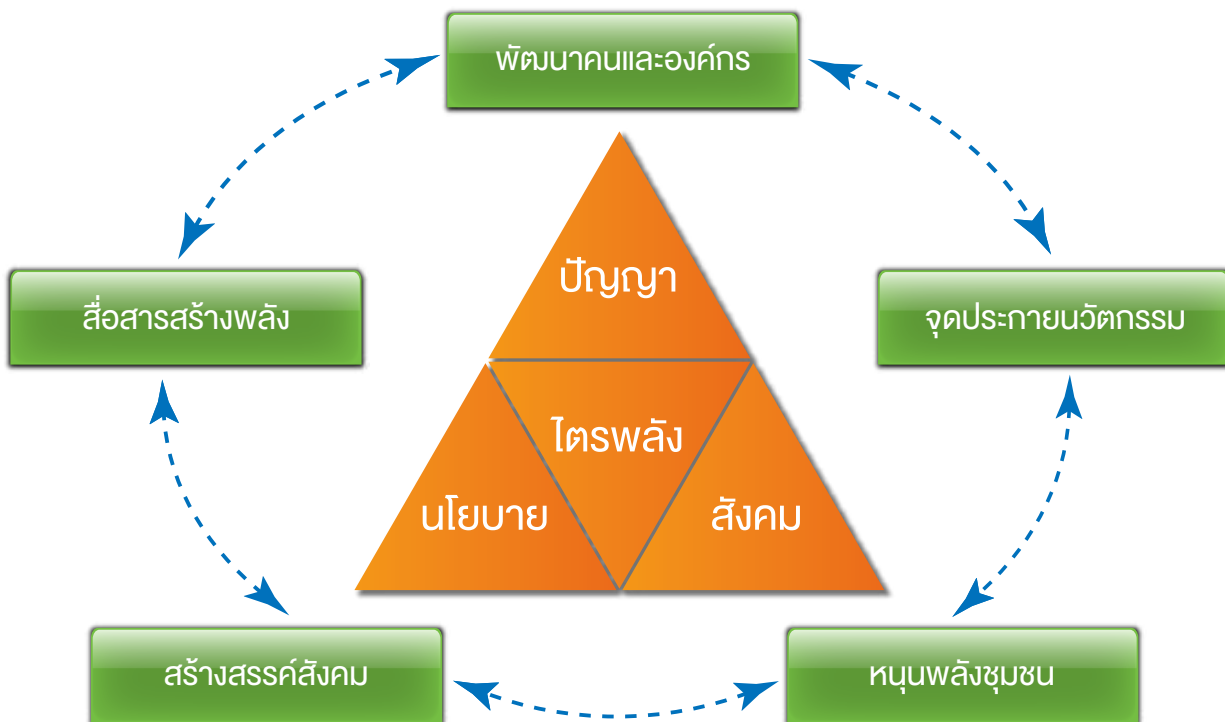 พัฒนาคนและองค์กร
ปัญญา
สื่อสารสร้างพลัง
จุดประกายนวัตกรรม
ไตรพลัง
นโยบาย
สังคม
สร้างสรรค์สังคม
หนุนพลังชุมชน